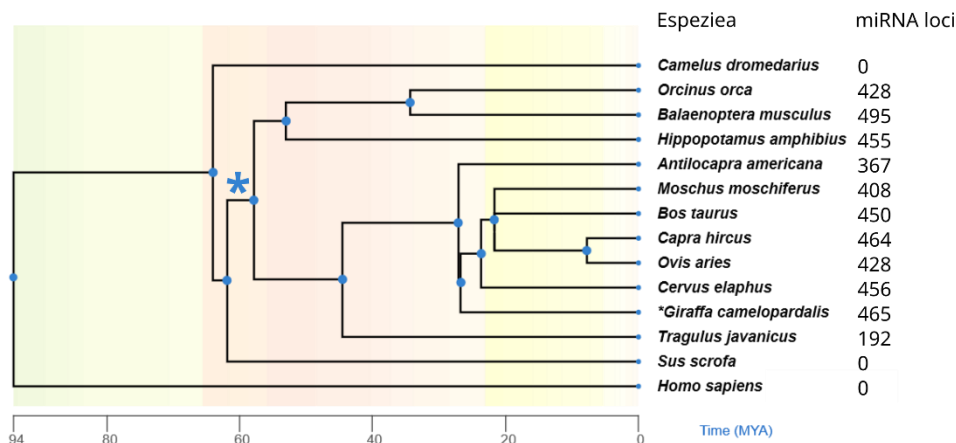 Espeziea miRNA loci
Camelus dromedarius 0
Orcinus orca 428
Balaenoptera musculus 495
Hippopotamus amphibius 455
*
Antilocapra americana 367
Moschus moschiferus 408
Bos taurus 450
Capra hircus 464
Ovis aries 428
Cervus elaphus 456
*Giraffa camelopardalis 465
Tragulus javanicus 192
Sus scrofa 0
Homo sapiens 0
94 80 60 40 20 0
Time (MYA)